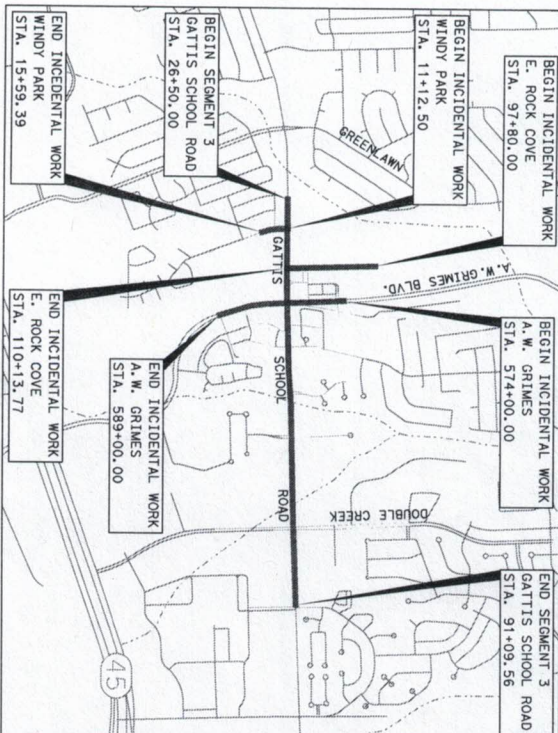 BEGIN INCIDENTAL WORK
E. ROCK COVE
STA. 97+80.00
BEGIN INCIDENTAL WORK
WINDY PARK
STA. 11+12.50
BEGIN SEGMENT 3
GATTIS SCHOOL ROAD
STA. 26+50.00
END INCEDENTAL WORK
WINDY PARK
STA. 15+59.39
GREENLAWN
A.W. GRIMES BLVD.
BEGIN INCIDENTAL WORK
A.W. GRIMES
STA. 574+00.00
GATTIS SCHOOL ROAD
END INCIDENTAL WORK
E. ROCK COVE
STA. 110+13.77
END INCIDENTAL WORK
A.W. GRIMES
STA. 589+00.00
DOUBLE CREEK
END SEGMENT 3
GATTIS SCHOOL ROAD
STA. 91+09.56
45